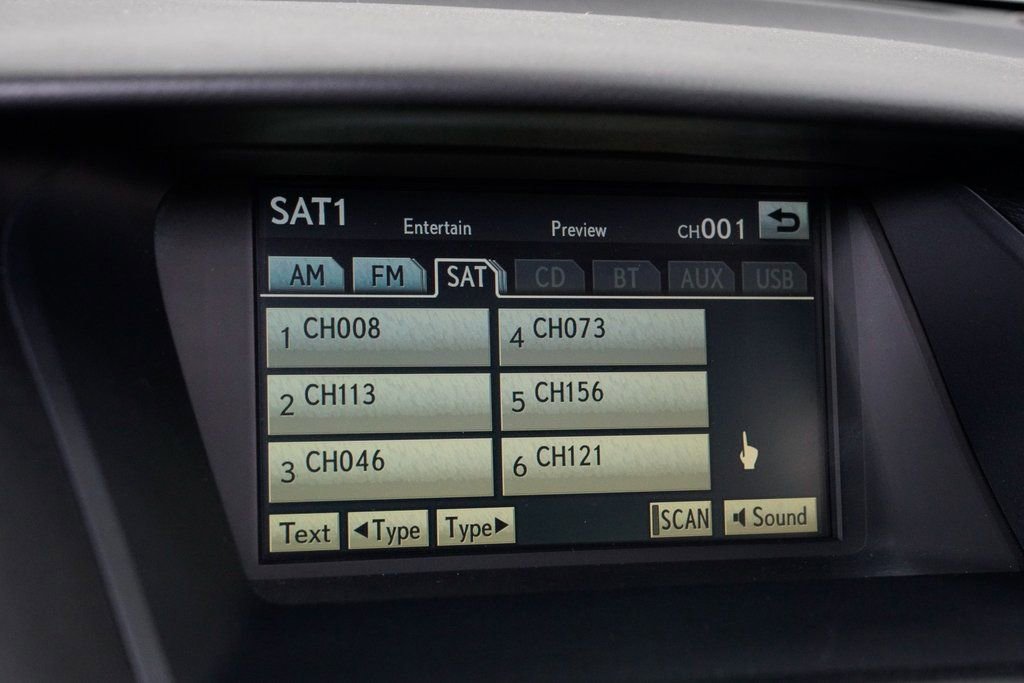 SAT1 Entertain Preview CH001
AM FM SAT CD BT AUX USB
1 CH008 4 CH073
2 CH113 5 CH156
3 CH046 6 CH121
Text ◀Type Type▶ SCAN Sound